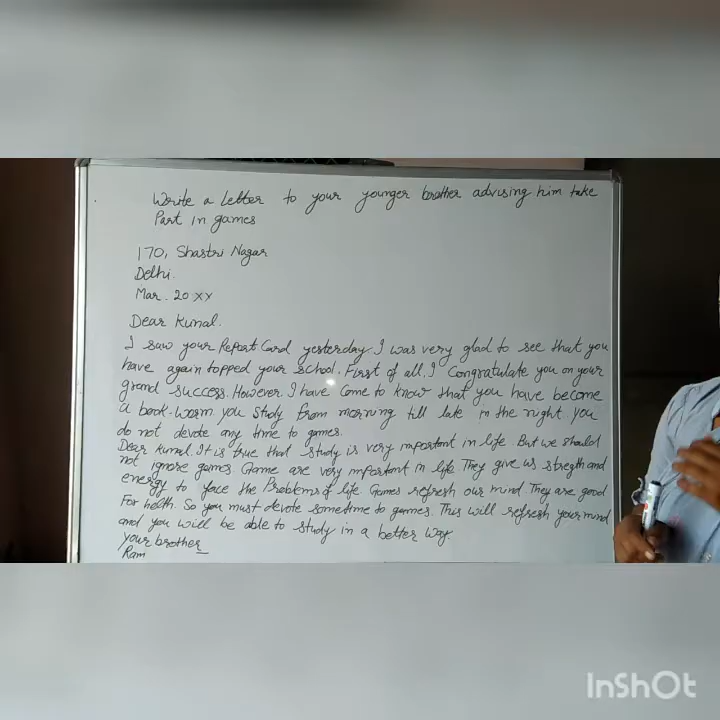 Write a Letter to your younger brother advising him take
Part in games
170, Shastri Nagar
Delhi.
Mar. 20XX
Dear Kunal.
I saw your Report Card yesterday. I was very glad to see that you
have again topped your school. First of all, I Congratulate you on your
grand success. However. I have Come to know that you have become
a book-worm you study from morning till late in the night you
do not devote any time to games.
Dear Kunal. It is true that study is very important in life. But we should
not ignore games. Game are very important in life. They give us stregth and
energy to face the Problems of life. Games refresh our mind. They are good
For helth. So you must devote sometime to games. This will refresh your mind
and you will be able to study in a better way.
your brother
Ram
InShOt